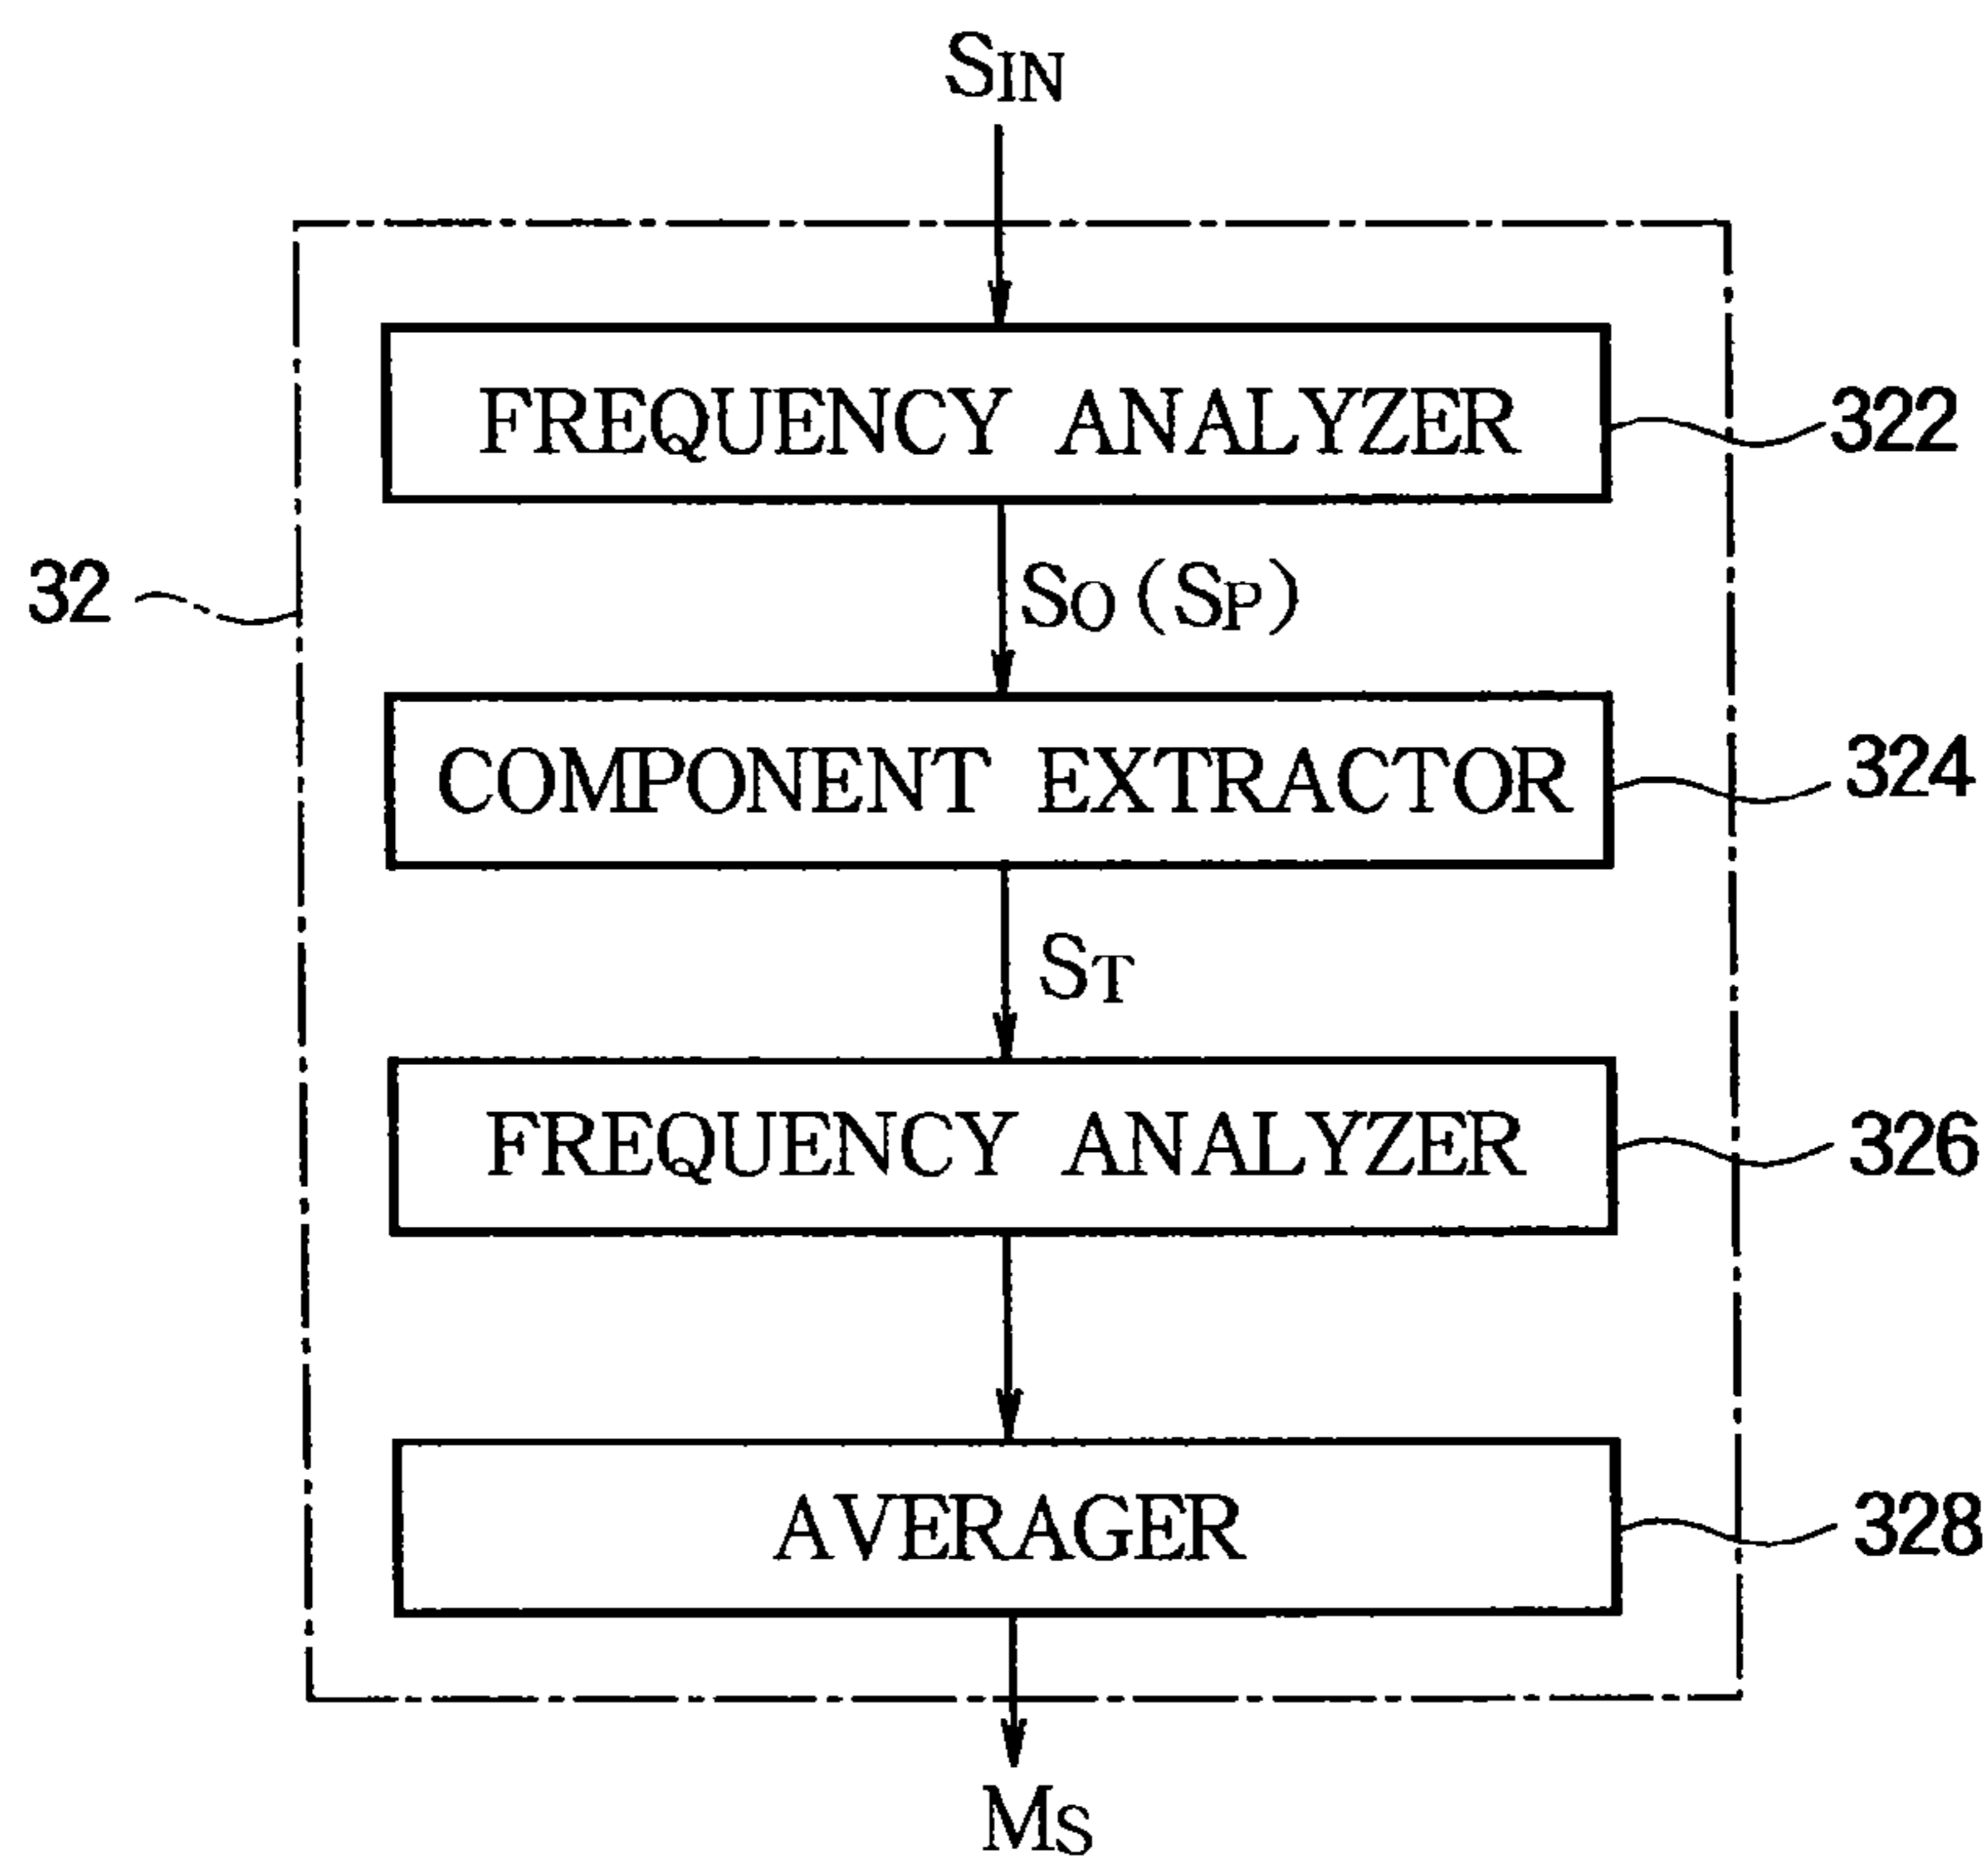 SIN
FREQUENCY ANALYZER
322
32
SO (SP)
COMPONENT EXTRACTOR
324
ST
FREQUENCY ANALYZER
326
AVERAGER
328
MS